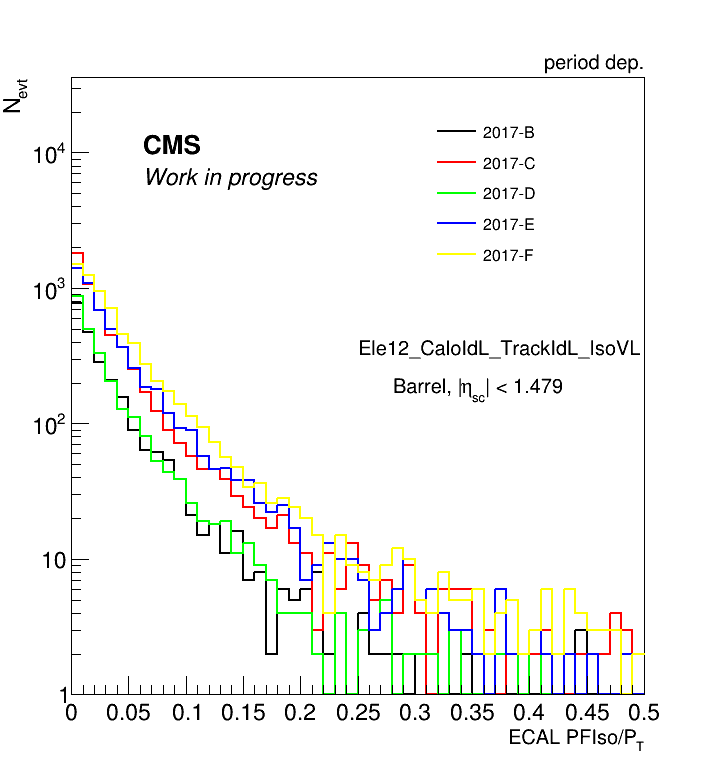 period dep.
N_evt
CMS
Work in progress
2017-B
2017-C
2017-D
2017-E
2017-F
Ele12_CaloIdL_TrackIdL_IsoVL
Barrel, |η_sc| < 1.479
10^4
10^3
10^2
10
1
0 0.05 0.1 0.15 0.2 0.25 0.3 0.35 0.4 0.45 0.5
ECAL PFIso/P_T